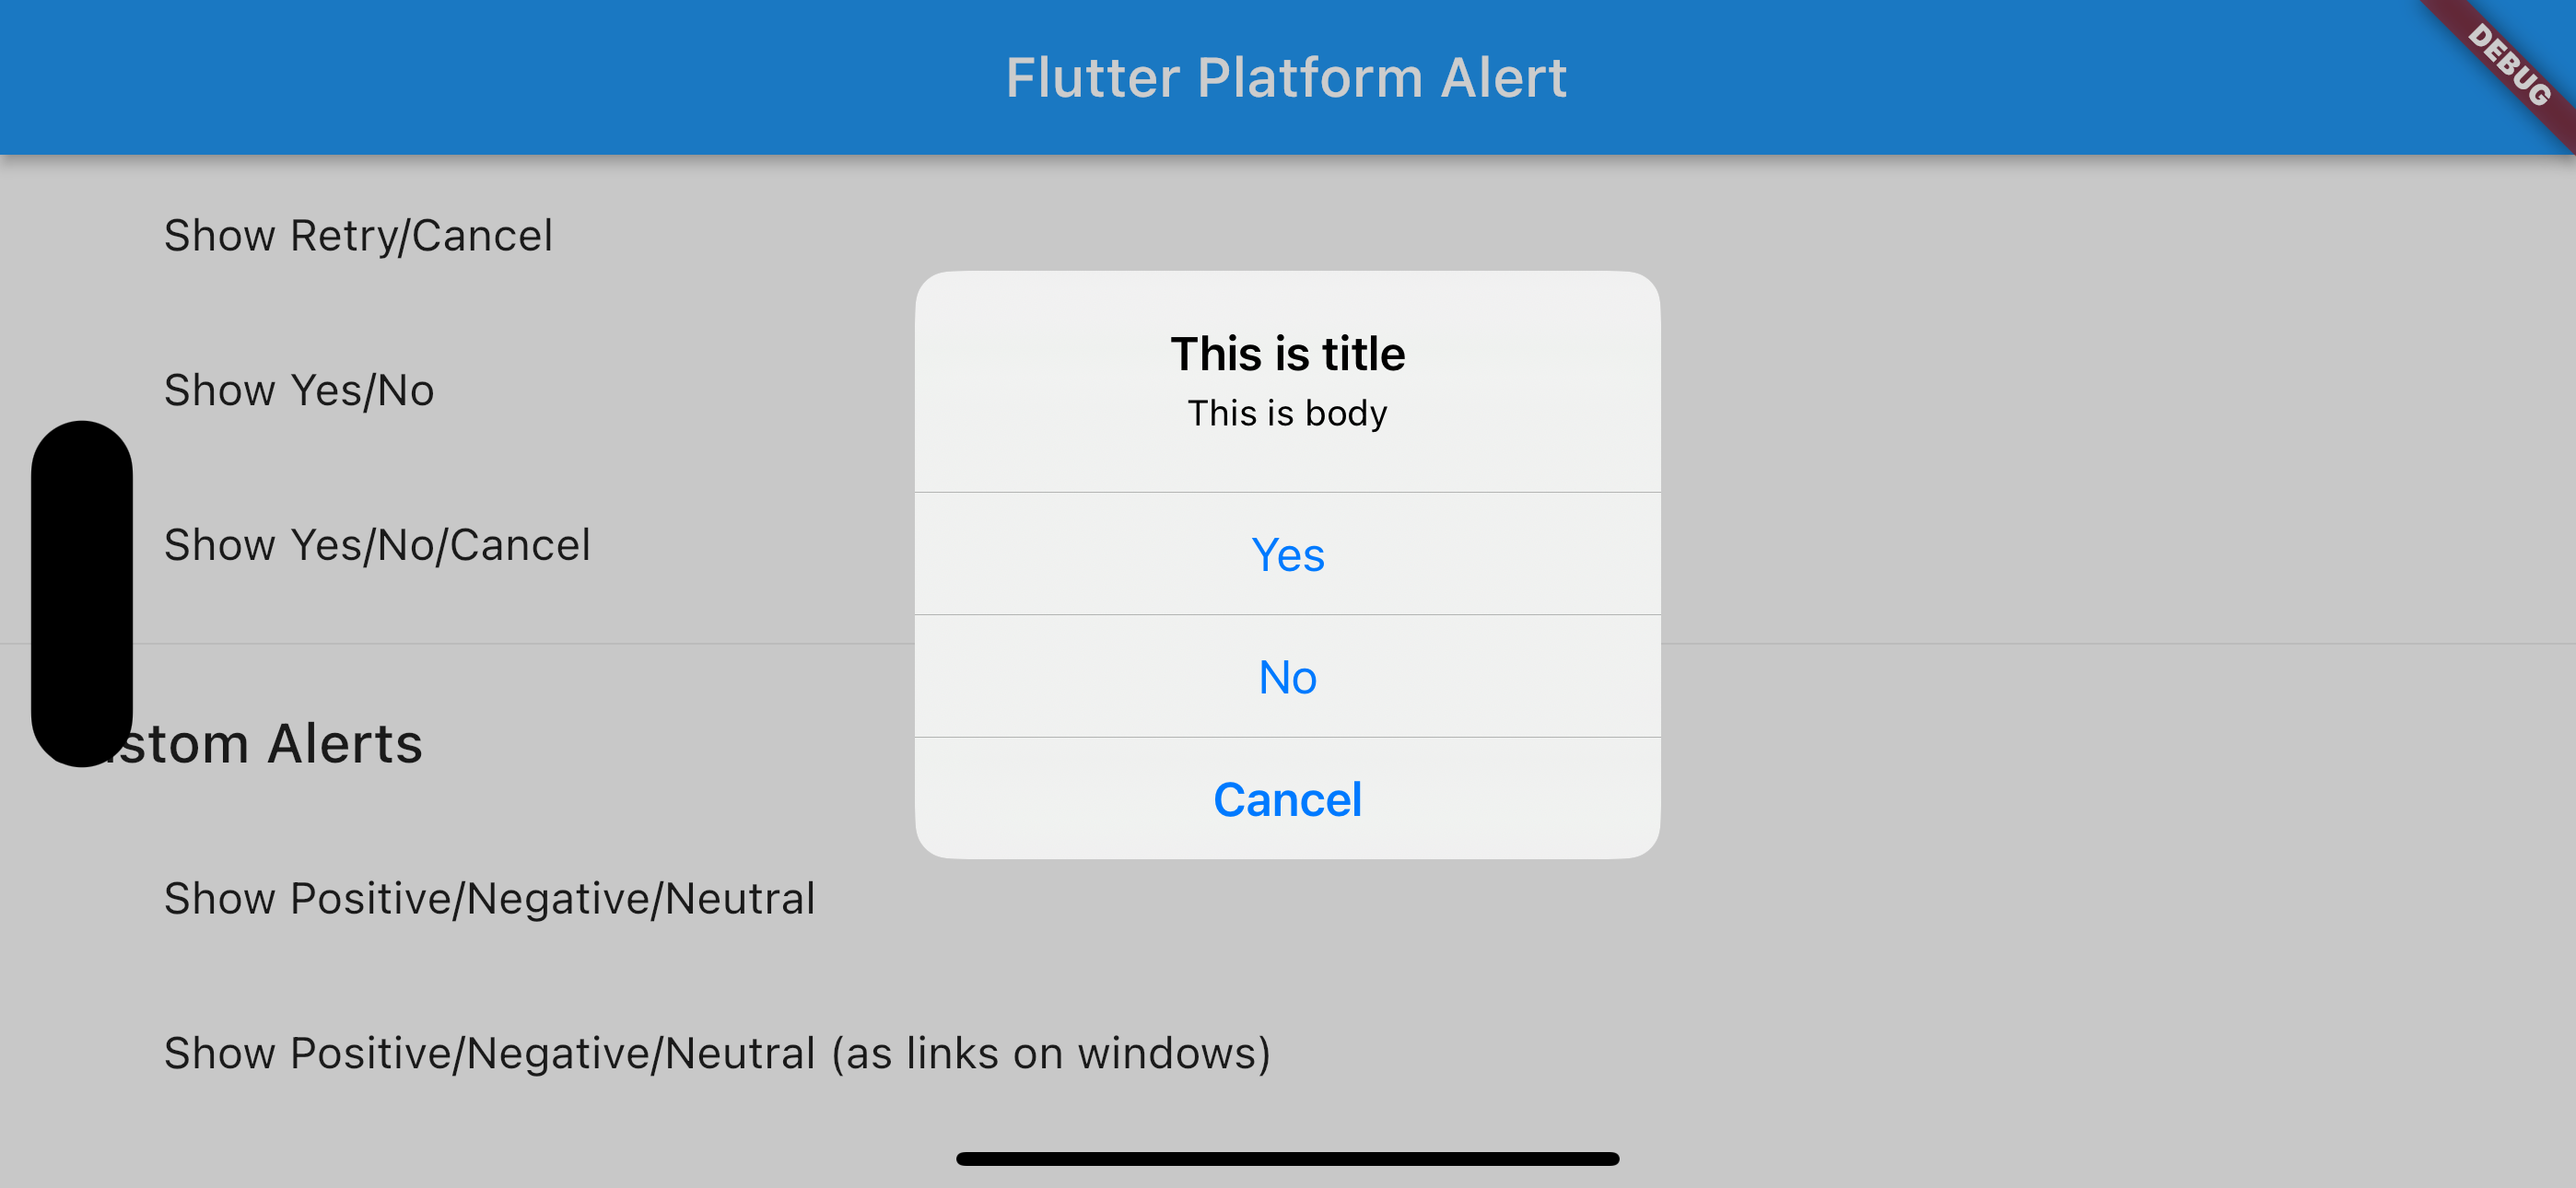 Flutter Platform Alert
DEBUG
Show Retry/Cancel
Show Yes/No
Show Yes/No/Cancel
stom Alerts
Show Positive/Negative/Neutral
Show Positive/Negative/Neutral (as links on windows)
This is title
This is body
Yes
No
Cancel